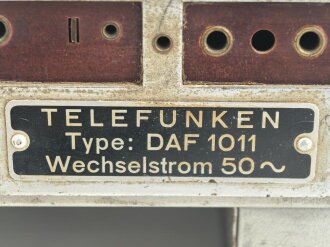 TELEFUNKEN
Type: DAF 1011
Wechselstrom 50 ~